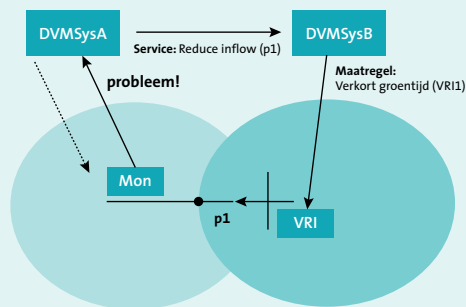 DVMSysA
DVMSysB
Service: Reduce inflow (p1)
Maatregel:
Verkort groentijd (VRI1)
probleem!
Mon
p1
VRI